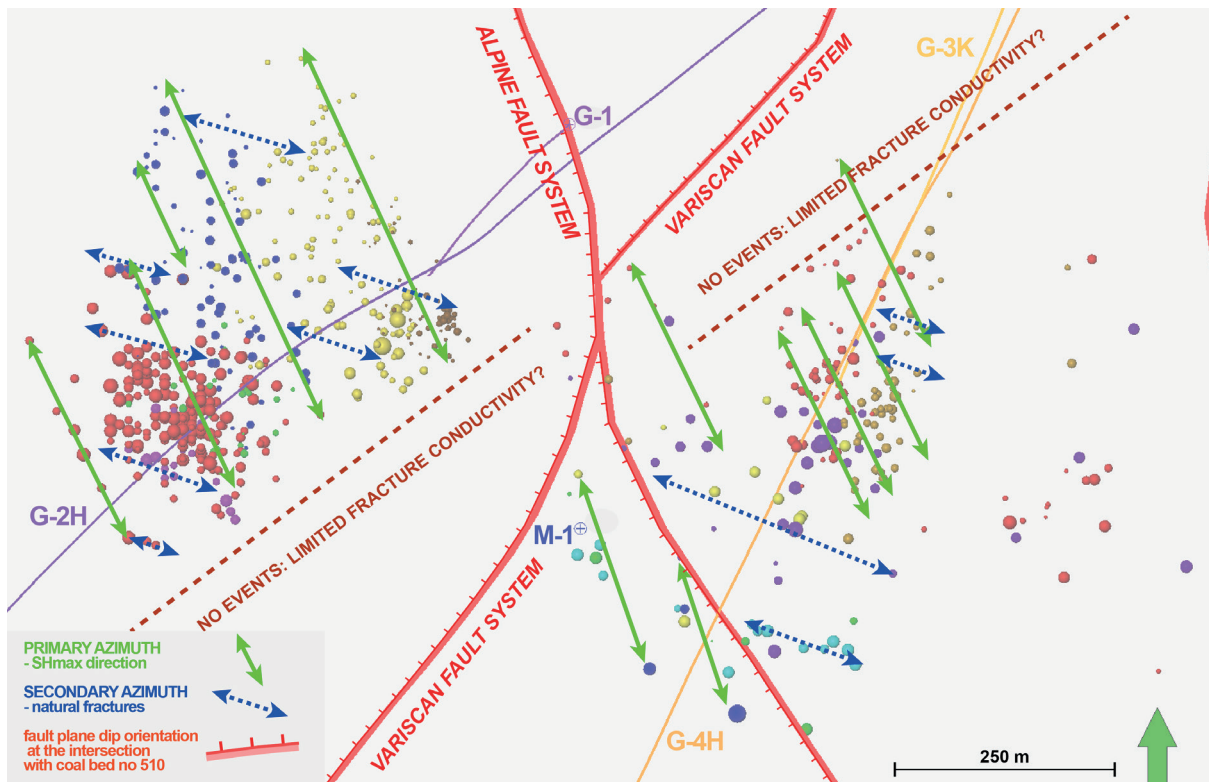 ALPINE FAULT SYSTEM
VARISCAN FAULT SYSTEM
G-3K
NO EVENTS: LIMITED FRACTURE CONDUCTIVITY?
G-1
G-2H
NO EVENTS: LIMITED FRACTURE CONDUCTIVITY?
M-1
VARISCAN FAULT SYSTEM
G-4H
PRIMARY AZIMUTH
- SHmax direction
SECONDARY AZIMUTH
- natural fractures
fault plane dip orientation
at the intersection
with coal bed no 510
250 m